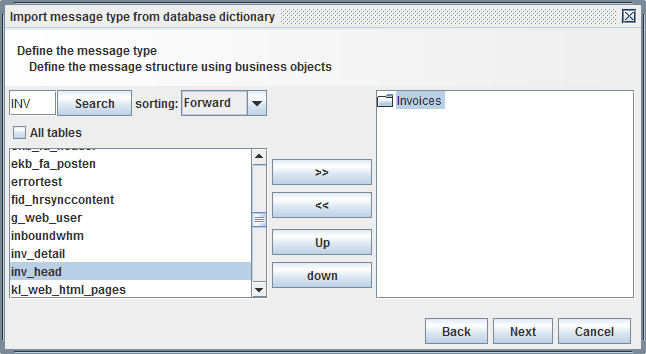 Import message type from database dictionary
Define the message type
Define the message structure using business objects
INV Search sorting: Forward
Invoices
All tables
ekb_fa_posten
errortest
fid_hrsynccontent
g_web_user
inboundwhm
inv_detail
inv_head
kl_web_html_pages
>>
<<
Up
down
Back Next Cancel